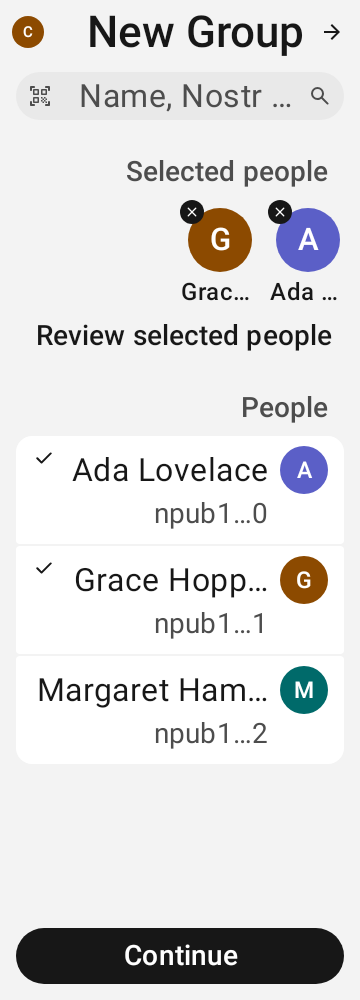 C
New Group
Name, Nostr ...
Selected people
G
A
Grac...
Ada ...
Review selected people
People
Ada Lovelace
A
npub1...0
Grace Hopp...
G
npub1...1
Margaret Ham...
M
npub1...2
Continue